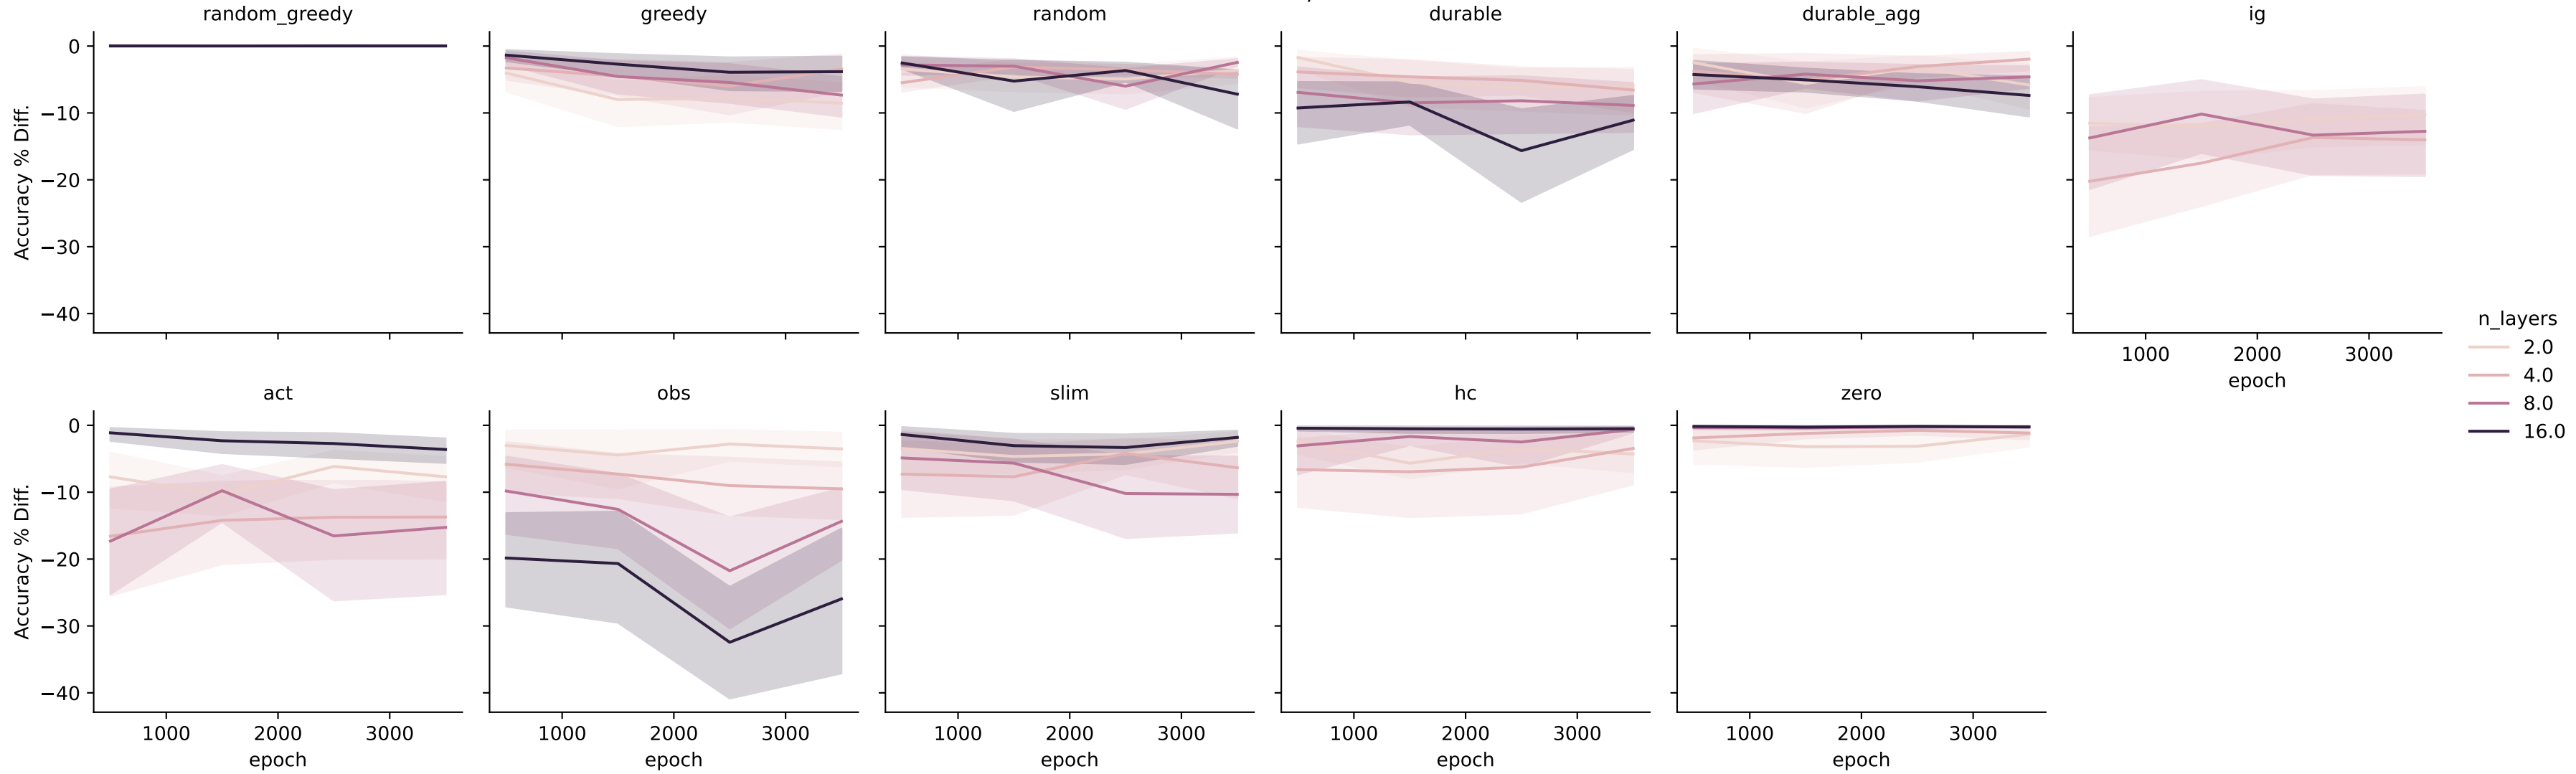 random_greedy
greedy
random
durable
durable_agg
ig
Accuracy % Diff.
0
−10
−20
−30
−40
1000 2000 3000
epoch
n_layers
2.0
4.0
8.0
16.0
act
obs
slim
hc
zero
Accuracy % Diff.
0
−10
−20
−30
−40
1000 2000 3000
epoch
1000 2000 3000
epoch
1000 2000 3000
epoch
1000 2000 3000
epoch
1000 2000 3000
epoch